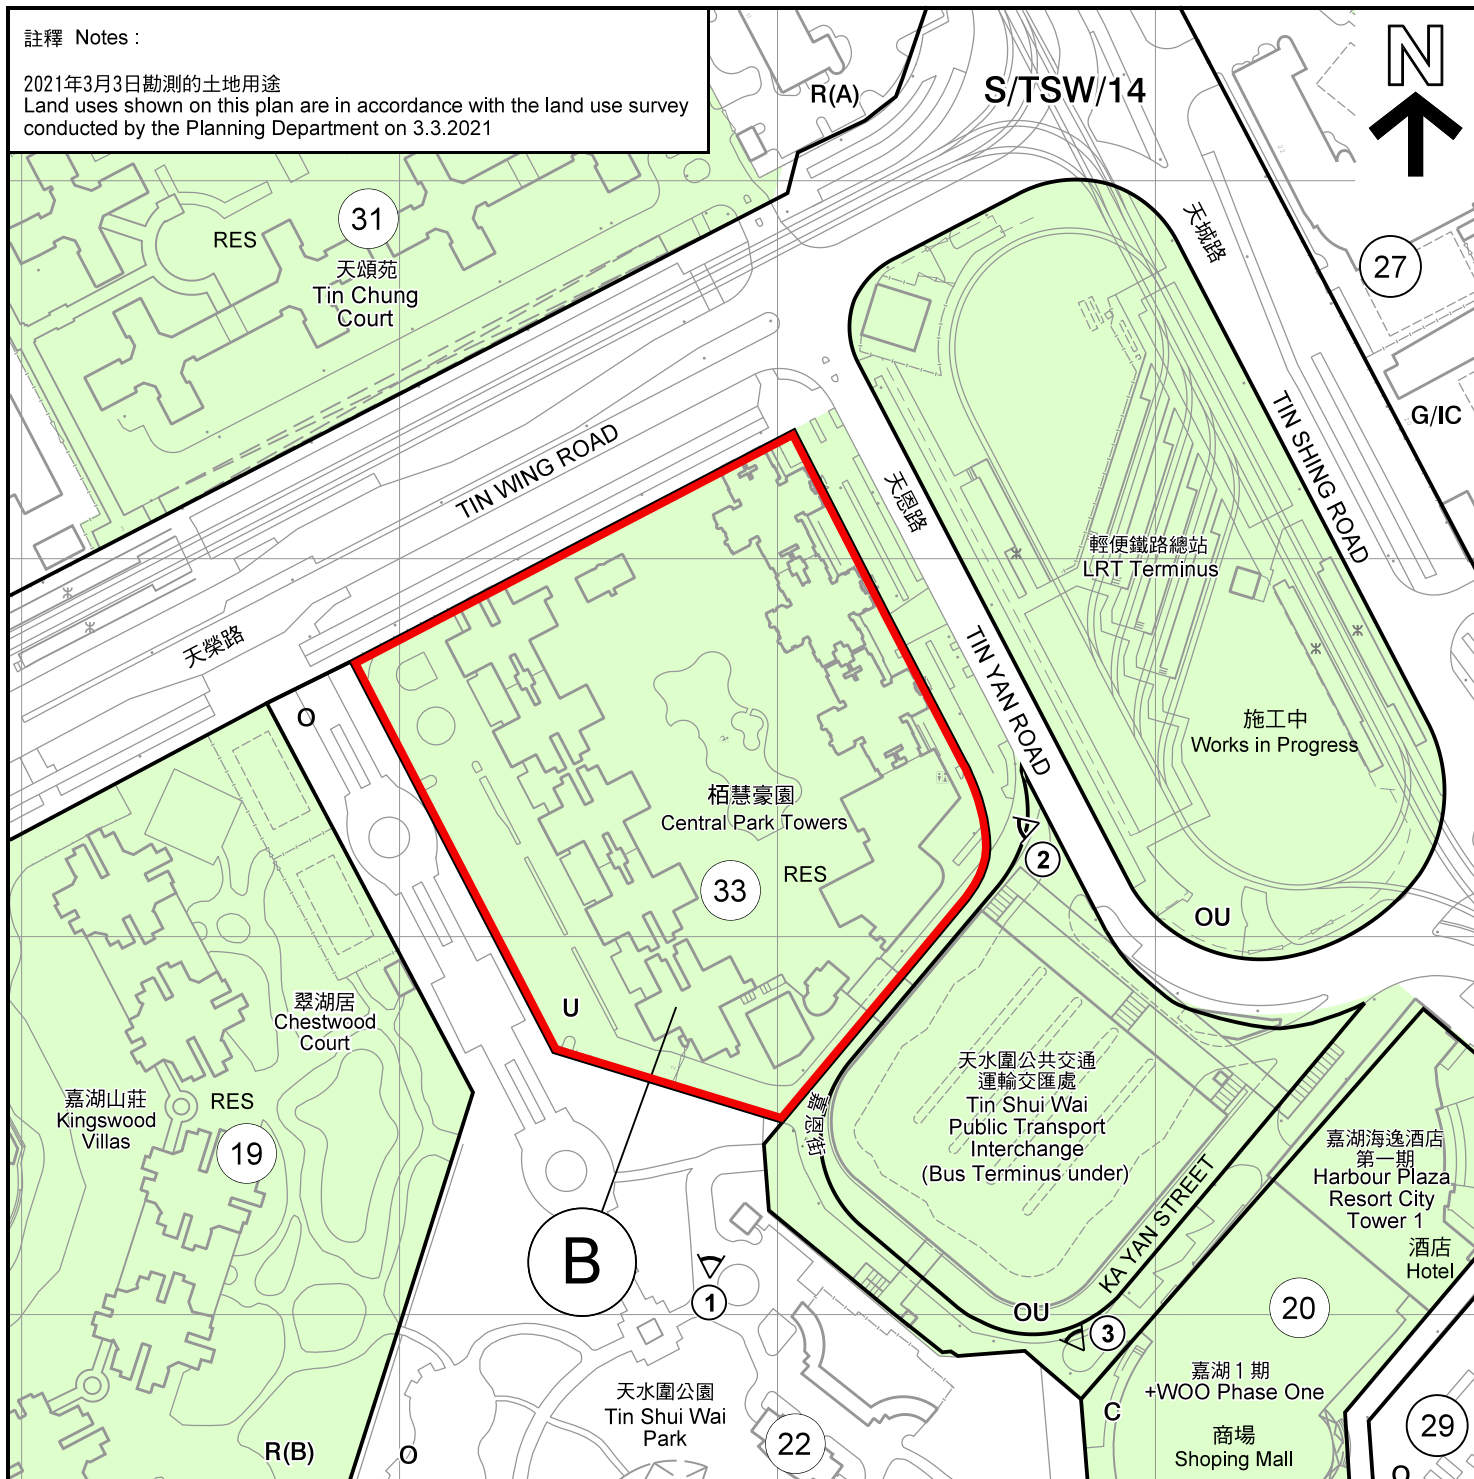 註釋 Notes :
2021年3月3日勘測的土地用途
Land uses shown on this plan are in accordance with the land use survey
conducted by the Planning Department on 3.3.2021
R(A)
S/TSW/14
N
31
RES
天頌苑
Tin Chung
Court
天城路
27
TIN WING ROAD
TIN SHING ROAD
G/IC
天恩路
輕便鐵路總站
LRT Terminus
天榮路
TIN YAN ROAD
O
施工中
Works in Progress
栢慧豪園
Central Park Towers
RES
33
2
OU
翠湖居
Chestwood
Court
U
嘉湖山莊
Kingswood
Villas
RES
19
天水圍公共交通
運輸交匯處
Tin Shui Wai
Public Transport
Interchange
(Bus Terminus under)
嘉恩街
KA YAN STREET
嘉湖海逸酒店
第一期
Harbour Plaza
Resort City
Tower 1
酒店
Hotel
B
1
OU
3
20
嘉湖1期
+WOO Phase One
C
商場
Shoping Mall
天水圍公園
Tin Shui Wai
Park
22
29
R(B)
O
O